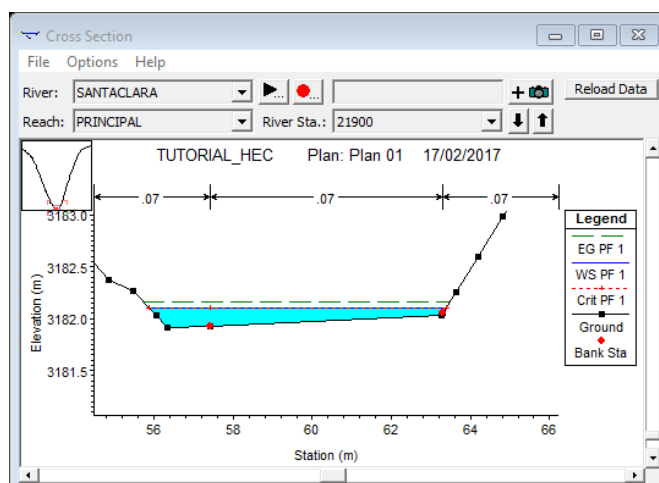 Cross Section
File Options Help
River: SANTACLARA ... ... + Reload Data
Reach: PRINCIPAL River Sta.: 21900
TUTORIAL_HEC Plan: Plan 01 17/02/2017
.07 .07 .07
3183.0
3182.5
3182.0
3181.5
Elevation (m)
56 58 60 62 64 66
Station (m)
Legend
EG PF 1
WS PF 1
Crit PF 1
Ground
Bank Sta